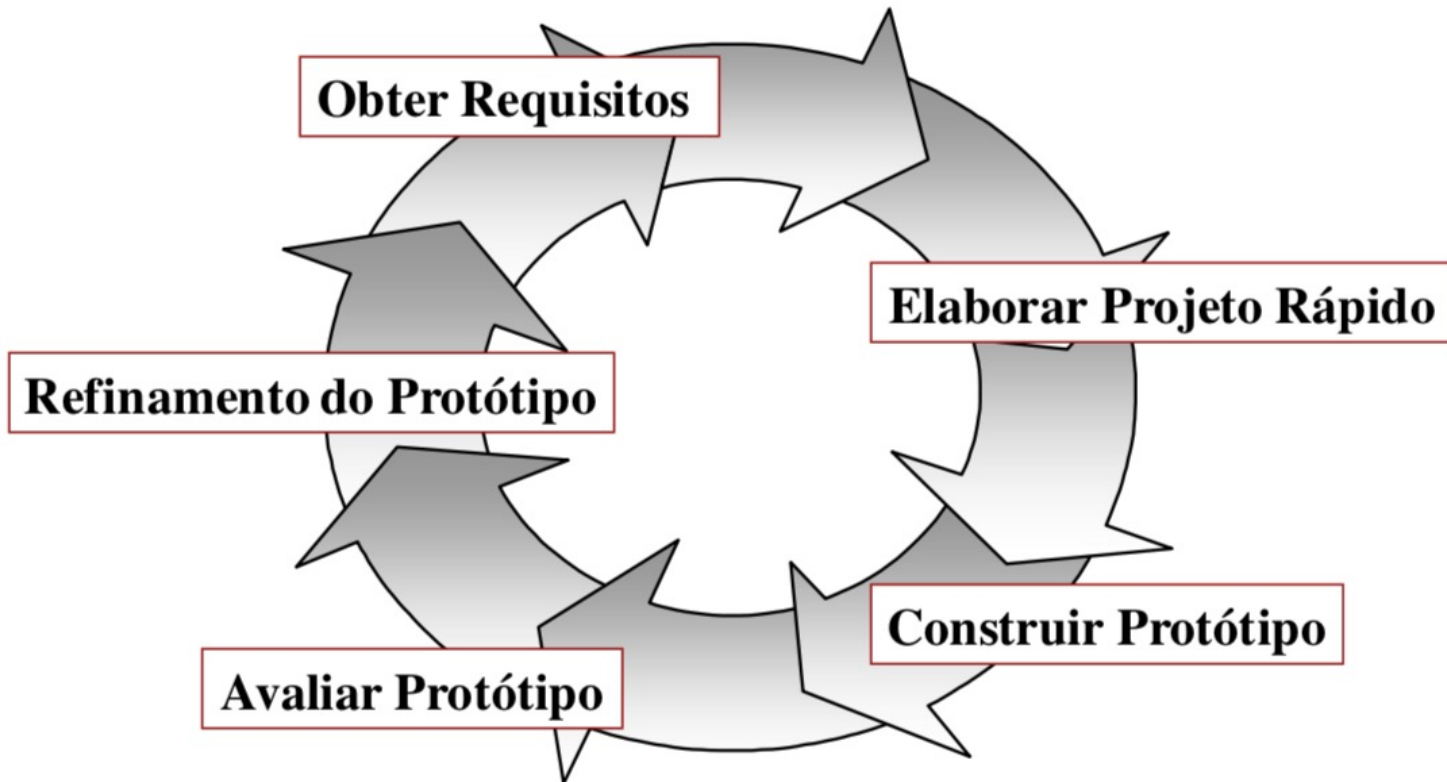 Obter Requisitos
Elaborar Projeto Rápido
Construir Protótipo
Avaliar Protótipo
Refinamento do Protótipo